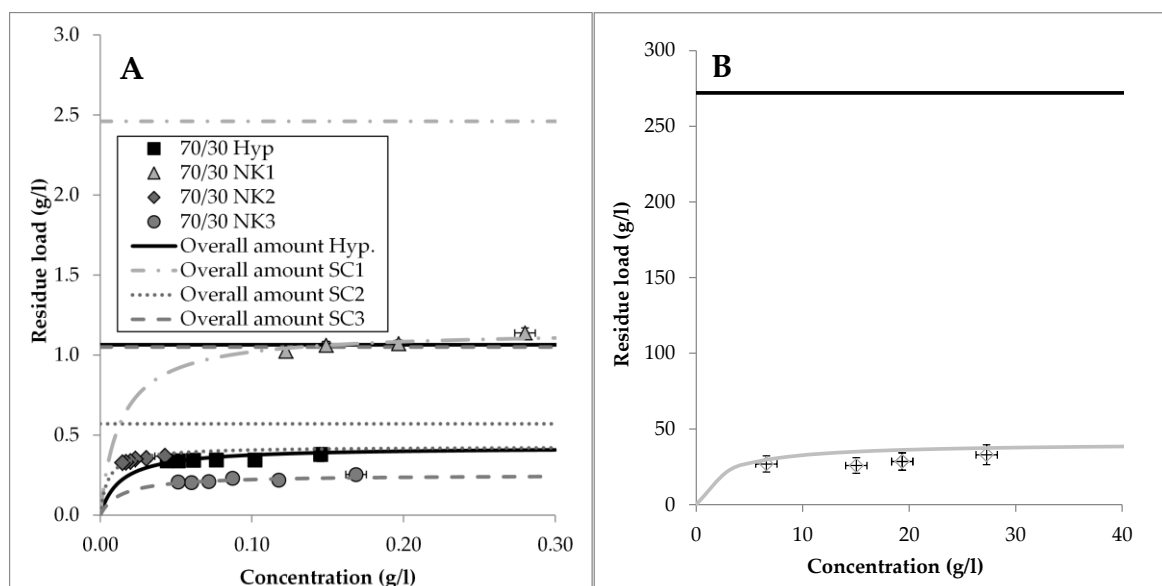 A
3.0
2.5
2.0
1.5
1.0
0.5
0.0
Residue load (g/l)
70/30 Hyp
70/30 NK1
70/30 NK2
70/30 NK3
Overall amount Hyp.
Overall amount SC1
Overall amount SC2
Overall amount SC3
0.00 0.10 0.20 0.30
Concentration (g/l)
B
300
250
200
150
100
50
0
Residue load (g/l)
0 10 20 30 40
Concentration (g/l)